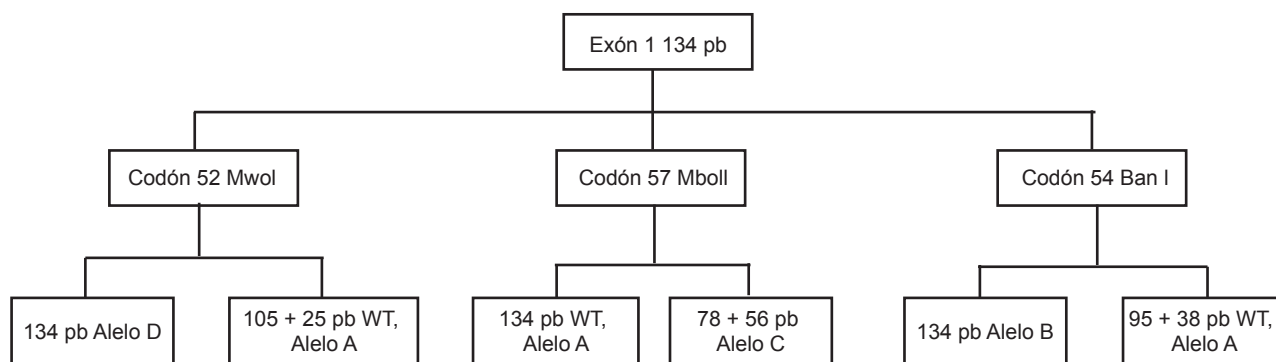 Exón 1 134 pb
Codón 52 Mwol
Codón 57 Mboll
Codón 54 Ban I
134 pb Alelo D
105 + 25 pb WT,
Alelo A
134 pb WT,
Alelo A
78 + 56 pb
Alelo C
134 pb Alelo B
95 + 38 pb WT,
Alelo A